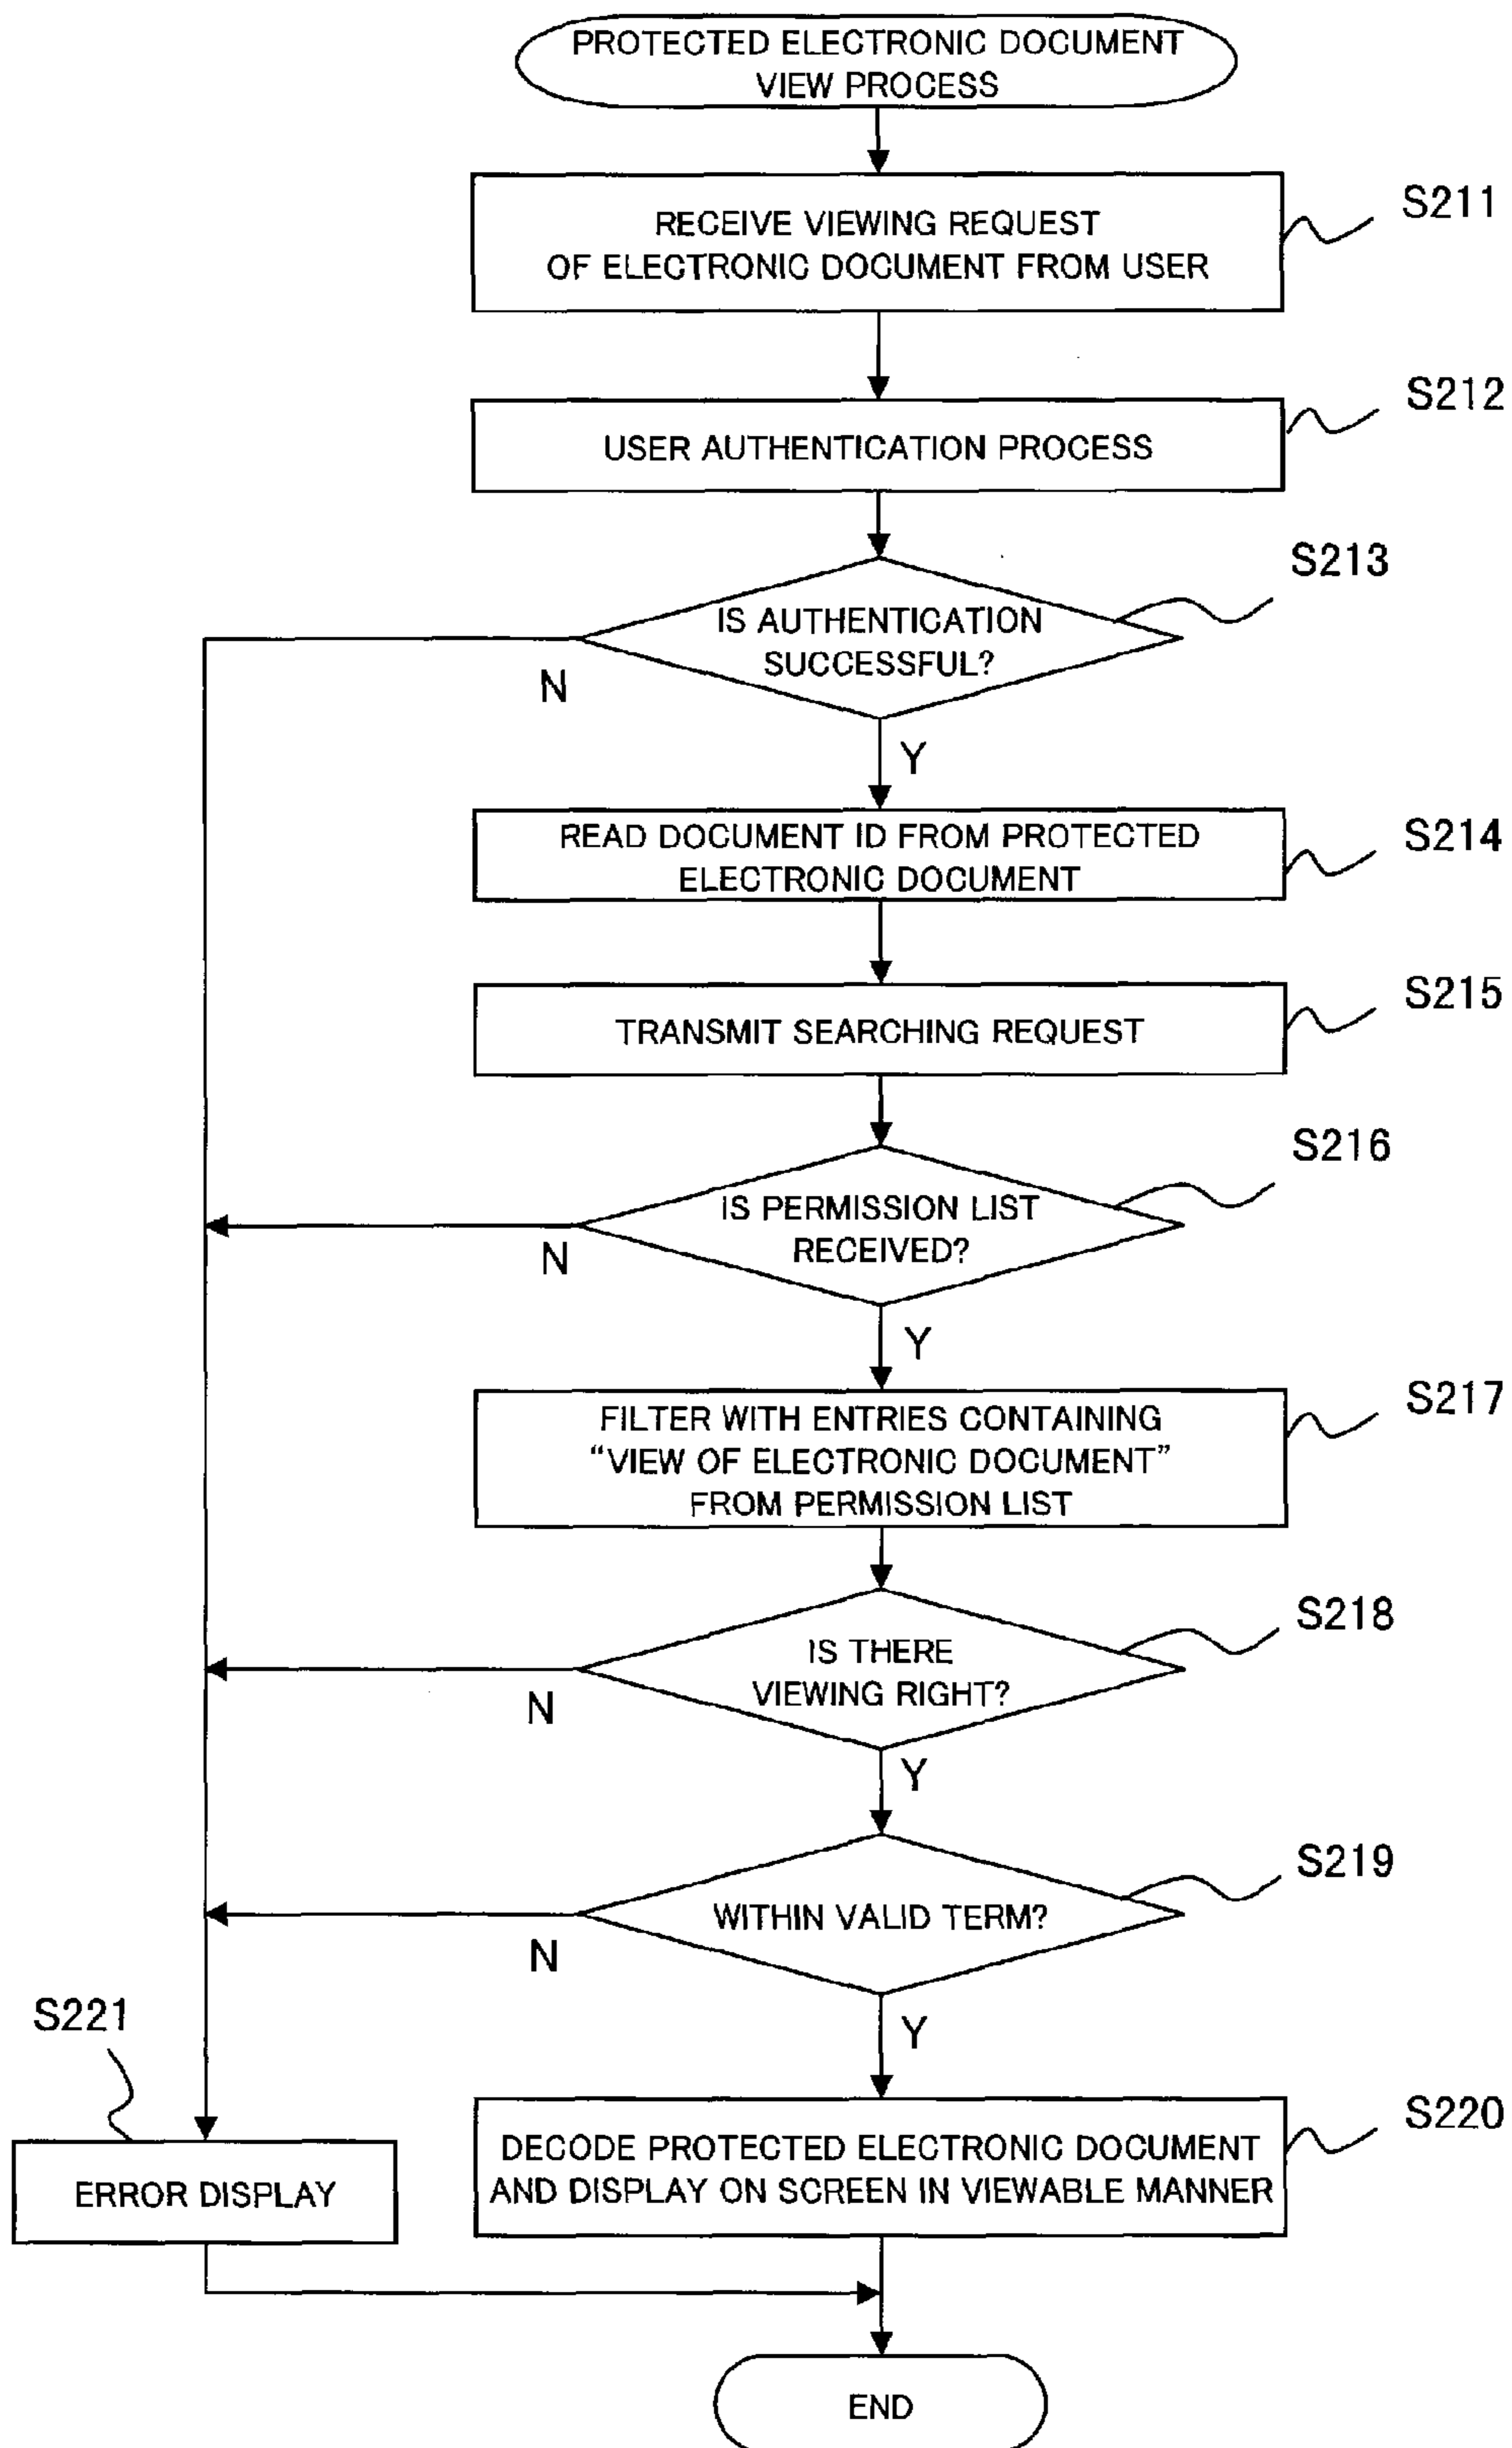 PROTECTED ELECTRONIC DOCUMENT
VIEW PROCESS
S211
RECEIVE VIEWING REQUEST
OF ELECTRONIC DOCUMENT FROM USER
S212
USER AUTHENTICATION PROCESS
S213
IS AUTHENTICATION
SUCCESSFUL?
N
Y
READ DOCUMENT ID FROM PROTECTED
ELECTRONIC DOCUMENT
S214
S215
TRANSMIT SEARCHING REQUEST
S216
IS PERMISSION LIST
RECEIVED?
N
Y
S217
FILTER WITH ENTRIES CONTAINING
“VIEW OF ELECTRONIC DOCUMENT”
FROM PERMISSION LIST
S218
IS THERE
VIEWING RIGHT?
N
Y
S219
WITHIN VALID TERM?
N
S221
Y
S220
DECODE PROTECTED ELECTRONIC DOCUMENT
AND DISPLAY ON SCREEN IN VIEWABLE MANNER
ERROR DISPLAY
END